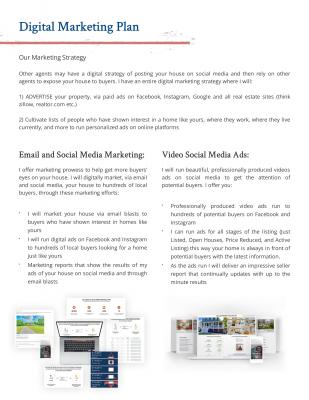 Digital Marketing Plan
Our Marketing Strategy
Other agents may have a digital strategy of posting your house on social media and then rely on other
agents to expose your house to buyers. I have an entire digital marketing strategy where I will:
1) ADVERTISE your property, via paid ads on Facebook, Instagram, Google and all real estate sites (think
zillow, realtor.com etc.)
2) Cultivate lists of people who have shown interest in a home like yours, where they work, where they live
currently, and more to run personalized ads on online platforms
Email and Social Media Marketing:
I offer marketing prowess to help get more buyers'
eyes on your house. I will digitally market, via email
and social media, your house to hundreds of local
buyers, through these marketing efforts:
• I will market your house via email blasts to
buyers who have shown interest in homes like
yours
• I will run digital ads on Facebook and Instagram
to hundreds of local buyers looking for a home
just like yours
• Marketing reports that show the results of my
ads of your house on social media and through
email blasts
Video Social Media Ads:
I will run beautiful, professionally produced videos
ads on social media to get the attention of
potential buyers. I offer you:
• Professionally produced video ads run to
hundreds of potential buyers on Facebook and
Instagram
• I can run ads for all stages of the listing (Just
Listed, Open Houses, Price Reduced, and Active
Listing) this way your home is always in front of
potential buyers with the latest information.
• As the ads run I will deliver an impressive seller
report that continually updates with up to the
minute results